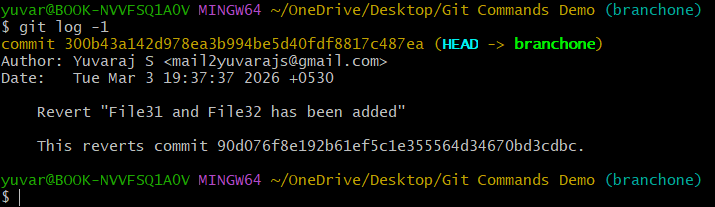 yuvar@BOOK-NVVFSQ1A0V MINGW64 ~/OneDrive/Desktop/Git Commands Demo (branchone)
$ git log -1
commit 300b43a142d978ea3b994be5d40fdf8817c487ea (HEAD -> branchone)
Author: Yuvaraj S <mail2yuvarajs@gmail.com>
Date:   Tue Mar 3 19:37:37 2026 +0530

    Revert "File31 and File32 has been added"

    This reverts commit 90d076f8e192b61ef5c1e355564d34670bd3cdbc.

yuvar@BOOK-NVVFSQ1A0V MINGW64 ~/OneDrive/Desktop/Git Commands Demo (branchone)
$